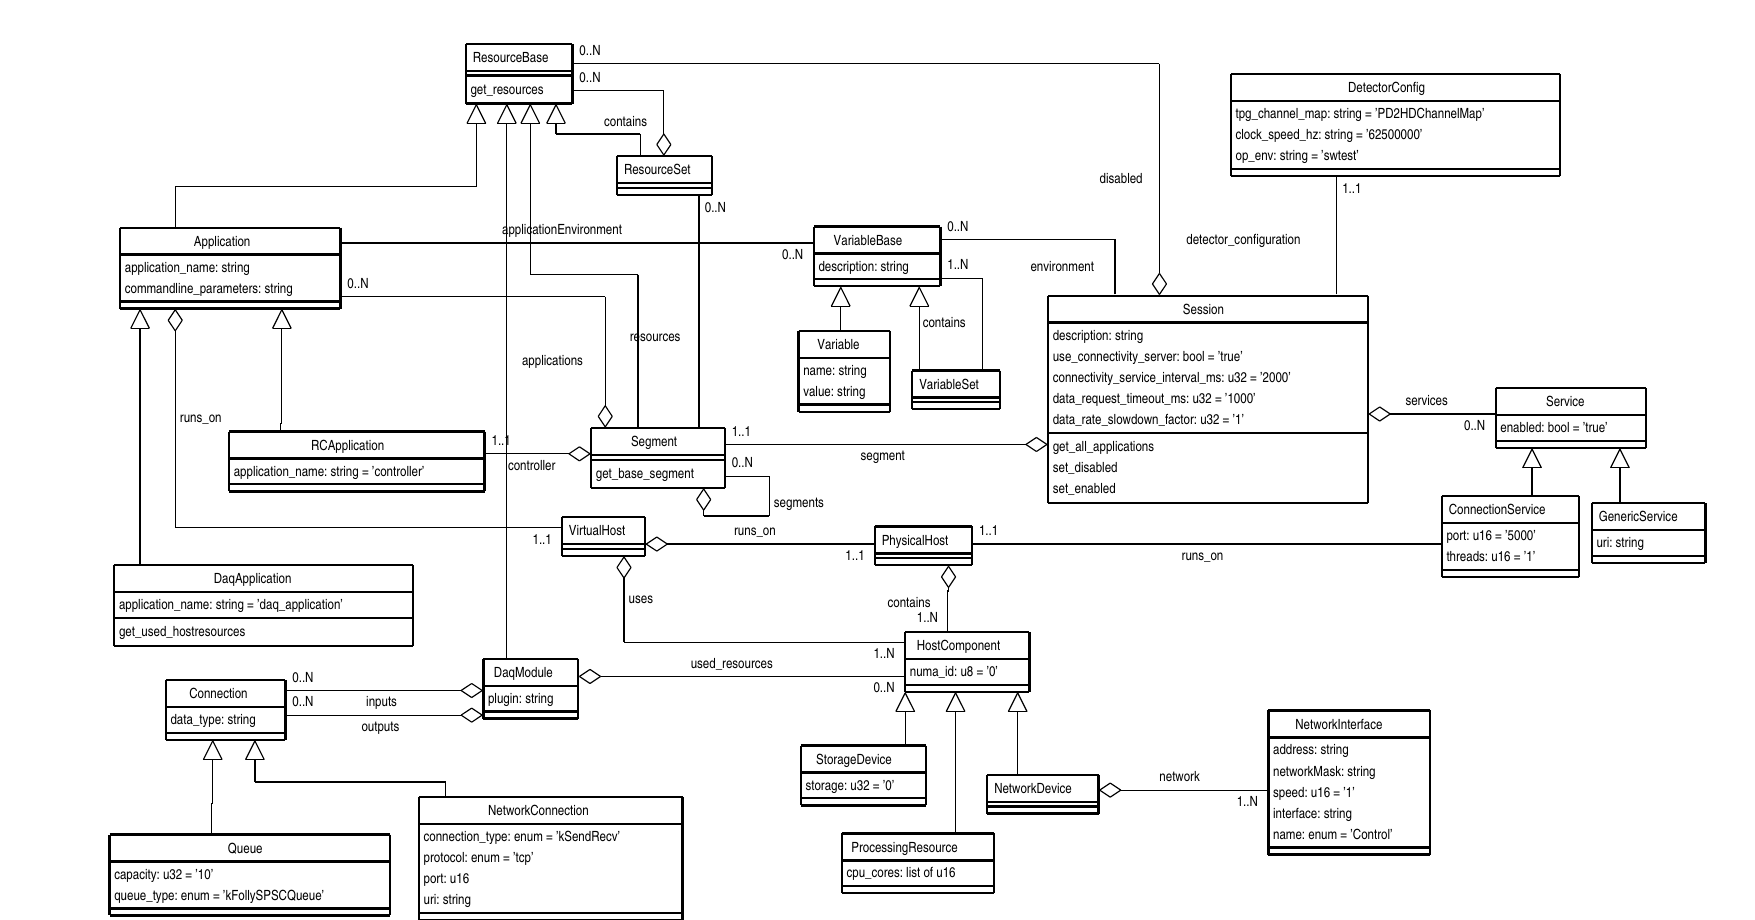 ResourceBase
get_resources
0..N
0..N
contains
ResourceSet
0..N
disabled
DetectorConfig
tpg_channel_map: string = 'PD2HDChannelMap'
clock_speed_hz: string = '62500000'
op_env: string = 'swtest'
1..1
detector_configuration
Application
application_name: string
commandline_parameters: string
applicationEnvironment
0..N
0..N
VariableBase
description: string
0..N
1..N
environment
contains
Variable
name: string
value: string
VariableSet
resources
applications
Session
description: string
use_connectivity_server: bool = 'true'
connectivity_service_interval_ms: u32 = '2000'
data_request_timeout_ms: u32 = '1000'
data_rate_slowdown_factor: u32 = '1'
get_all_applications
set_disabled
set_enabled
services
0..N
Service
enabled: bool = 'true'
runs_on
RCApplication
application_name: string = 'controller'
1..1
controller
Segment
get_base_segment
1..1
0..N
segment
segments
ConnectionService
port: u16 = '5000'
threads: u16 = '1'
GenericService
uri: string
1..1
VirtualHost
runs_on
1..1
PhysicalHost
1..1
runs_on
DaqApplication
application_name: string = 'daq_application'
get_used_hostresources
uses
contains
1..N
1..N
HostComponent
numa_id: u8 = '0'
used_resources
0..N
DaqModule
plugin: string
Connection
data_type: string
0..N
0..N
inputs
outputs
StorageDevice
storage: u32 = '0'
NetworkDevice
network
1..N
NetworkInterface
address: string
networkMask: string
speed: u16 = '1'
interface: string
name: enum = 'Control'
NetworkConnection
connection_type: enum = 'kSendRecv'
protocol: enum = 'tcp'
port: u16
uri: string
Queue
capacity: u32 = '10'
queue_type: enum = 'kFollySPSCQueue'
ProcessingResource
cpu_cores: list of u16